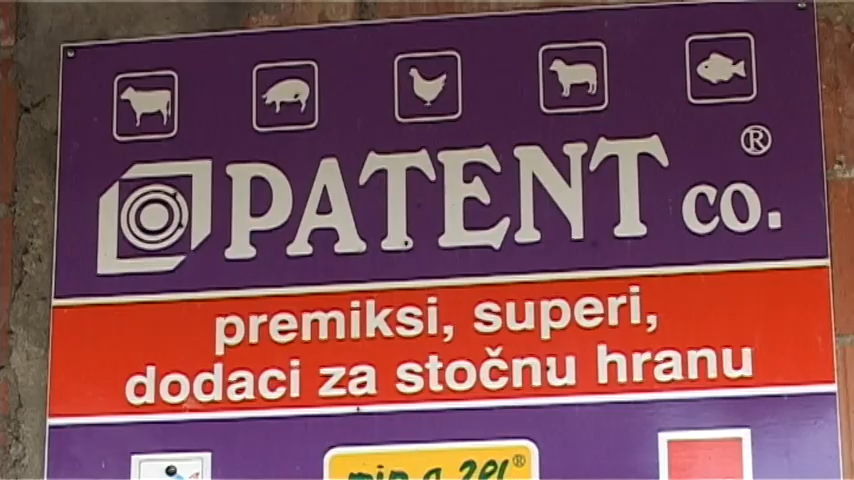 PATENT co. ®
premiksi, superi,
dodaci za stočnu hranu